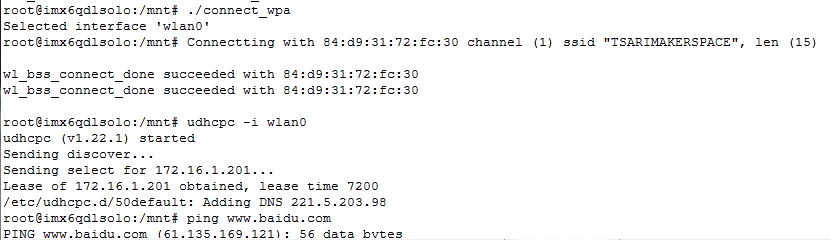 root@imx6qdlsolo:/mnt# ./connect_wpa
Selected interface 'wlan0'
root@imx6qdlsolo:/mnt# Connectting with 84:d9:31:72:fc:30 channel (1) ssid "TSARIMAKERSPACE", len (15)
wl_bss_connect_done succeeded with 84:d9:31:72:fc:30
wl_bss_connect_done succeeded with 84:d9:31:72:fc:30
root@imx6qdlsolo:/mnt# udhcpc -i wlan0
udhcpc (v1.22.1) started
Sending discover...
Sending select for 172.16.1.201...
Lease of 172.16.1.201 obtained, lease time 7200
/etc/udhcpc.d/50default: Adding DNS 221.5.203.98
root@imx6qdlsolo:/mnt# ping www.baidu.com
PING www.baidu.com (61.135.169.121): 56 data bytes